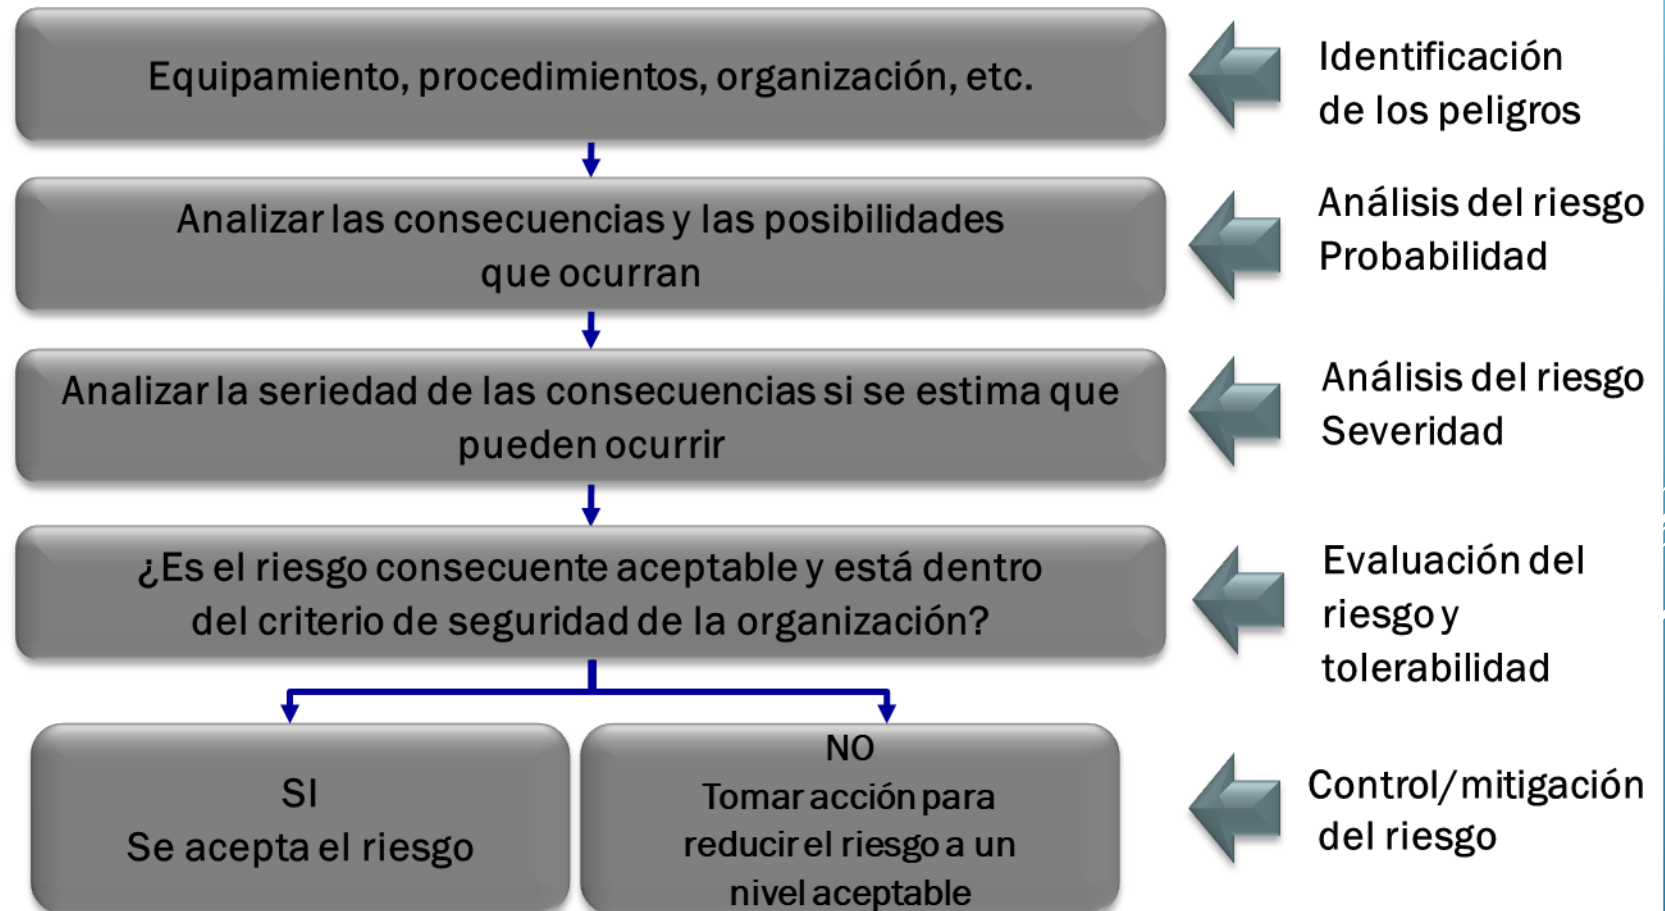 Equipamiento, procedimientos, organización, etc.
Identificación
de los peligros
Analizar las consecuencias y las posibilidades
que ocurran
Análisis del riesgo
Probabilidad
Analizar la seriedad de las consecuencias si se estima que
pueden ocurrir
Análisis del riesgo
Severidad
¿Es el riesgo consecuente aceptable y está dentro
del criterio de seguridad de la organización?
Evaluación del
riesgo y
tolerabilidad
SI
Se acepta el riesgo
NO
Tomar acción para
reducir el riesgo a un
nivel aceptable
Control/mitigación
del riesgo